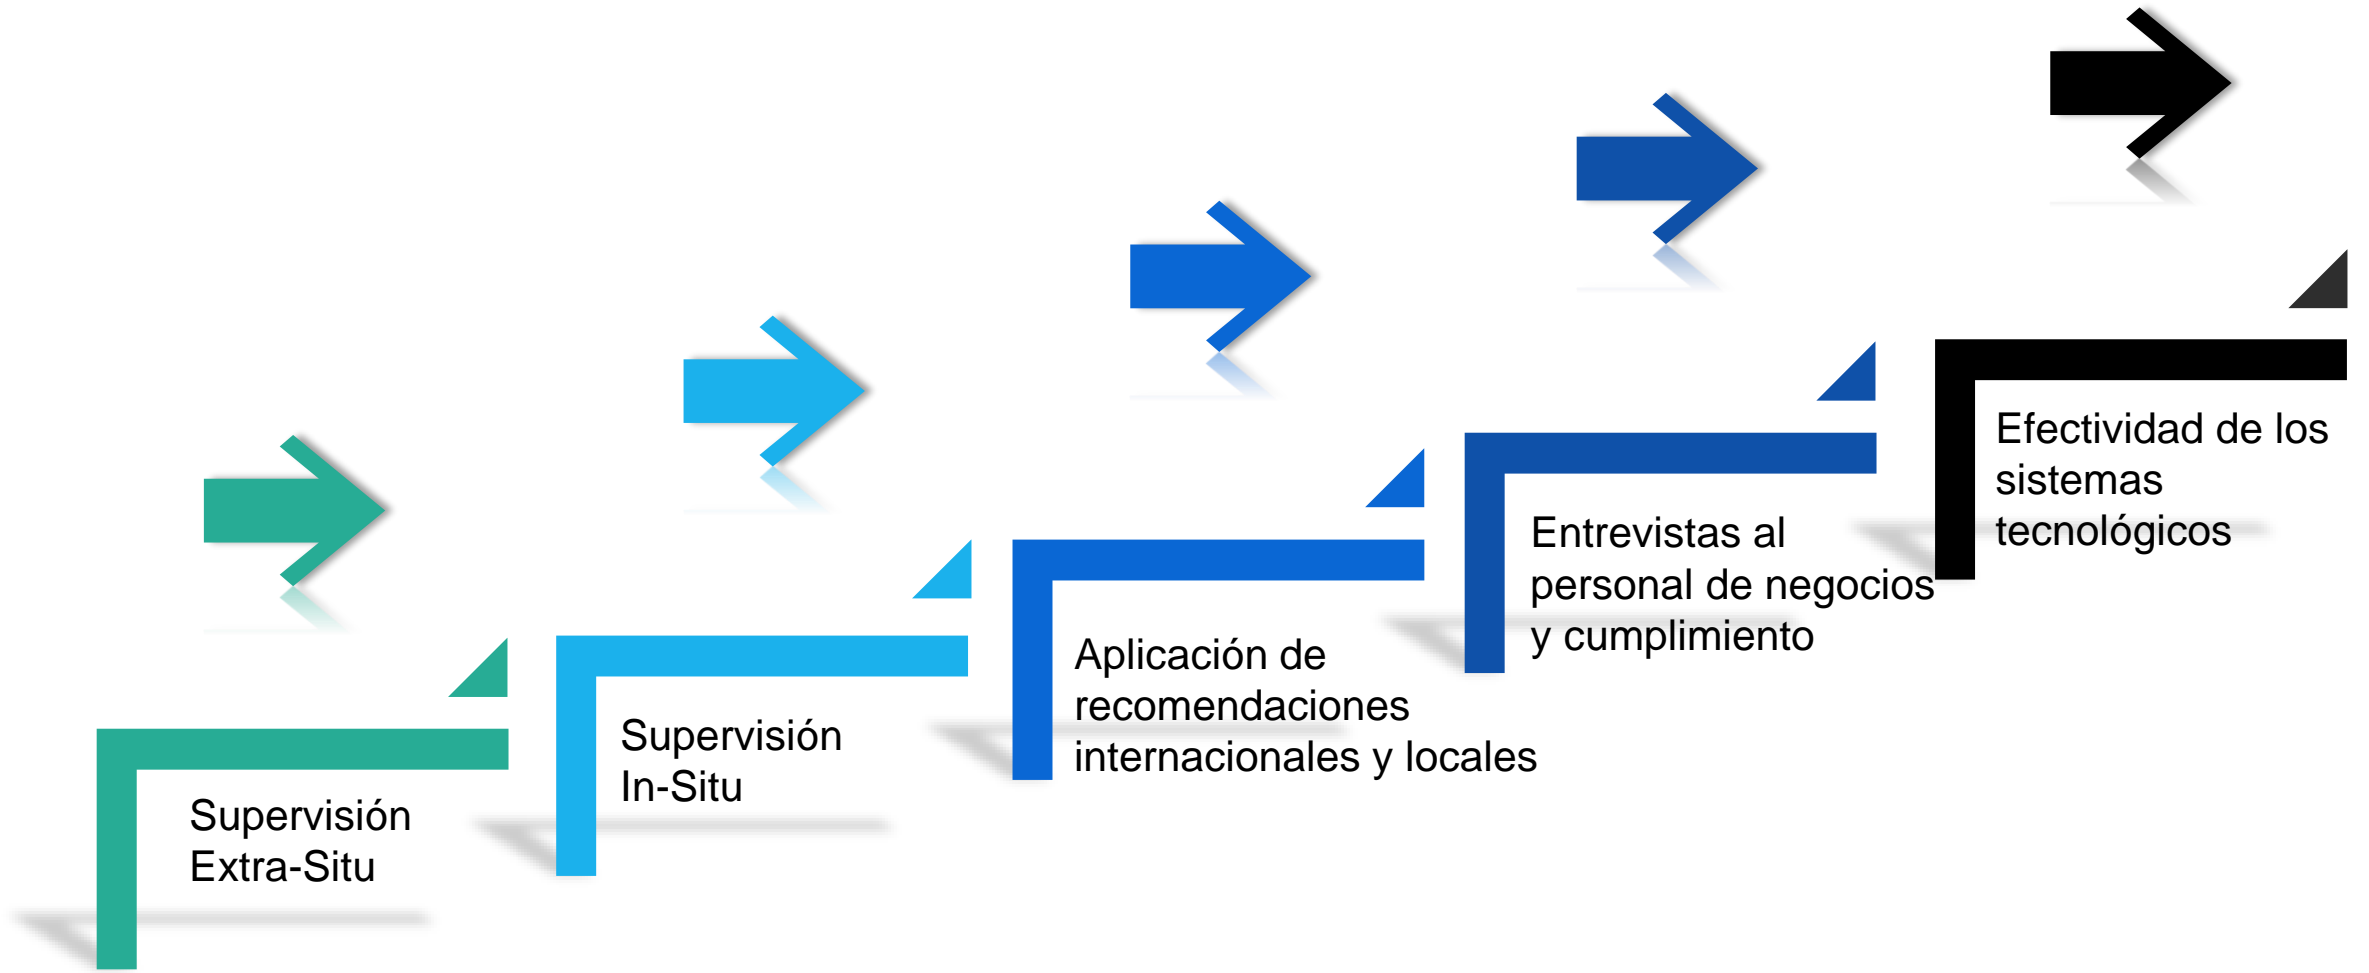 Supervisión
Extra-Situ
Supervisión
In-Situ
Aplicación de
recomendaciones
internacionales y locales
Entrevistas al
personal de negocios
y cumplimiento
Efectividad de los
sistemas
tecnológicos